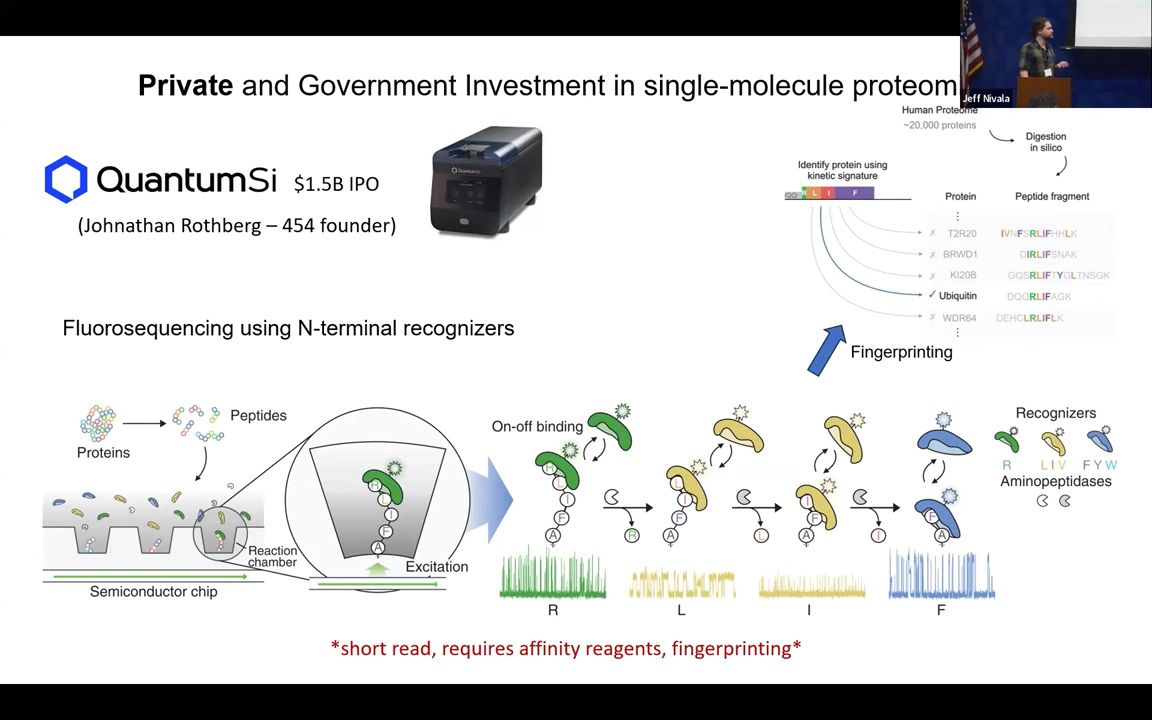 Private and Government Investment in single-molecule proteom
Jeff Nivala
QuantumSi $1.5B IPO
(Johnathan Rothberg – 454 founder)
QuantumSi
Human Proteome
~20,000 proteins
Digestion
in silico
Identify protein using
kinetic signature
R L I F
Protein Peptide fragment
✗ T2R20 IVNFSRLIFHHLK
✗ BRWD1 DIRLIFSNAK
✗ KI20B GQSRLIFTYGLTNSGK
✓ Ubiquitin DQQRLIFAGK
✗ WDR64 DEHCLRLIFLK
Fingerprinting
Fluorosequencing using N-terminal recognizers
Proteins
Peptides
Reaction
chamber
Semiconductor chip
R
L
I
F
A
Excitation
On-off binding
R
L
I
F
A
R
L
I
F
A
L
I
F
A
I
F
A
R L I F
Recognizers
R L I V F Y W
Aminopeptidases
*short read, requires affinity reagents, fingerprinting*